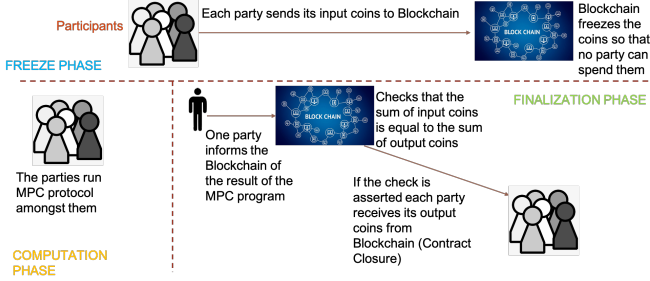 Participants
Each party sends its input coins to Blockchain
BLOCK CHAIN
Blockchain
freezes the
coins so that
no party can
spend them
FREEZE PHASE
The parties run
MPC protocol
amongst them
COMPUTATION
PHASE
One party
informs the
Blockchain of
the result of the
MPC program
BLOCK CHAIN
Checks that the
sum of input coins
is equal to the sum
of output coins
FINALIZATION PHASE
If the check is
asserted each party
receives its output
coins from
Blockchain (Contract
Closure)